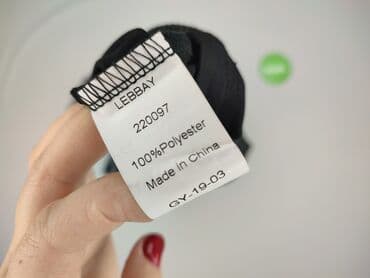 LEBBAY
220097
100%Polyester
Made in China
GY-19-03